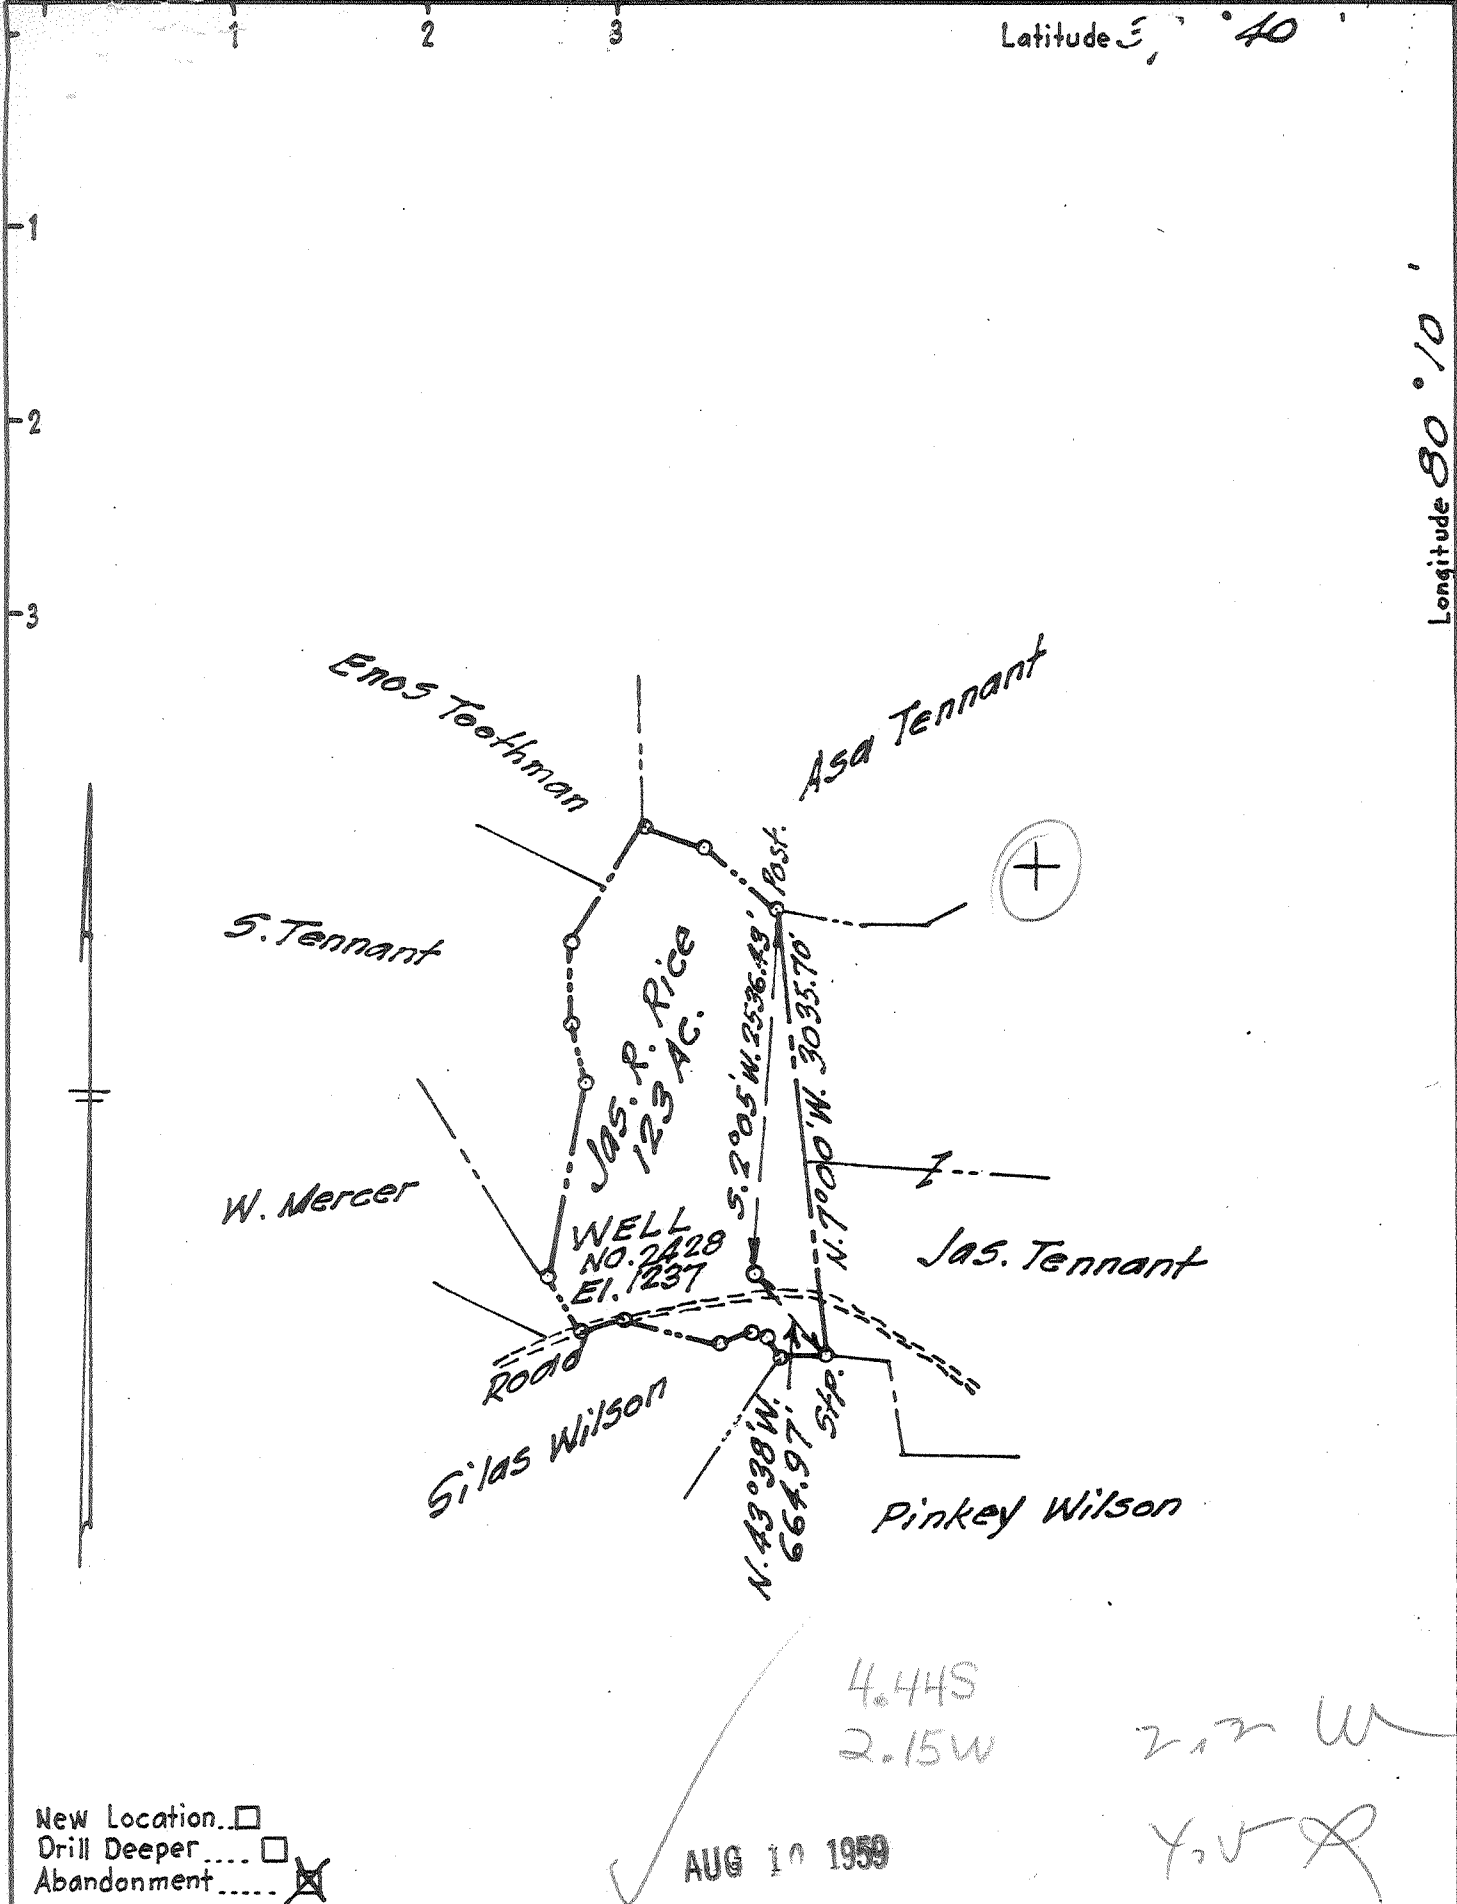 1 2 3
Latitude ° 40 '
1
2
3
Longitude 80 ° 10 '
Enos Toothman
Asa Tennant
Post.
S. Tennant
Jas. R. Rice
123 Ac.
S. 2°05' W. 2536.43'
N. 7°00' W. 3035.70'
W. Mercer
WELL
NO. 2428
El. 1237
Jas. Tennant
Road
Silas Wilson
N. 43°38' W.
664.97'
Stp.
Pinkey Wilson
4.44S
2.15W
2.2 W
New Location..
Drill Deeper....
Abandonment.....
AUG 10 1959